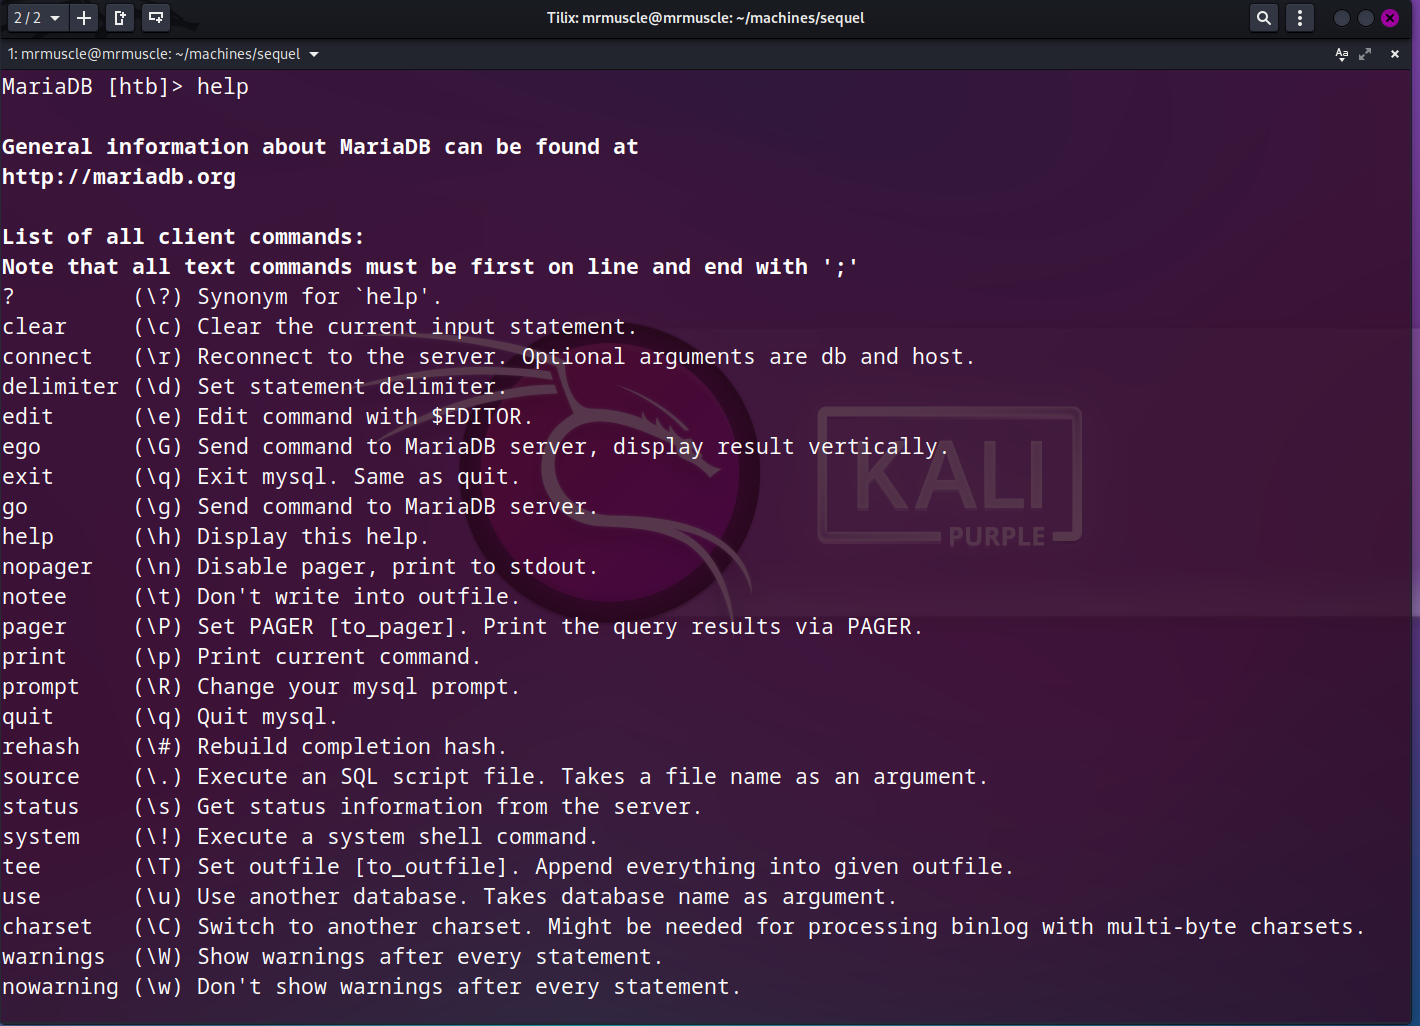 2 / 2
Tilix: mrmuscle@mrmuscle: ~/machines/sequel
1: mrmuscle@mrmuscle: ~/machines/sequel
Aa
MariaDB [htb]> help
General information about MariaDB can be found at
http://mariadb.org
List of all client commands:
Note that all text commands must be first on line and end with ';'
?         (\?) Synonym for `help'.
clear     (\c) Clear the current input statement.
connect   (\r) Reconnect to the server. Optional arguments are db and host.
delimiter (\d) Set statement delimiter.
edit      (\e) Edit command with $EDITOR.
ego       (\G) Send command to MariaDB server, display result vertically.
exit      (\q) Exit mysql. Same as quit.
go        (\g) Send command to MariaDB server.
help      (\h) Display this help.
nopager   (\n) Disable pager, print to stdout.
notee     (\t) Don't write into outfile.
pager     (\P) Set PAGER [to_pager]. Print the query results via PAGER.
print     (\p) Print current command.
prompt    (\R) Change your mysql prompt.
quit      (\q) Quit mysql.
rehash    (\#) Rebuild completion hash.
source    (\.) Execute an SQL script file. Takes a file name as an argument.
status    (\s) Get status information from the server.
system    (\!) Execute a system shell command.
tee       (\T) Set outfile [to_outfile]. Append everything into given outfile.
use       (\u) Use another database. Takes database name as argument.
charset   (\C) Switch to another charset. Might be needed for processing binlog with multi-byte charsets.
warnings  (\W) Show warnings after every statement.
nowarning (\w) Don't show warnings after every statement.
KALI
PURPLE